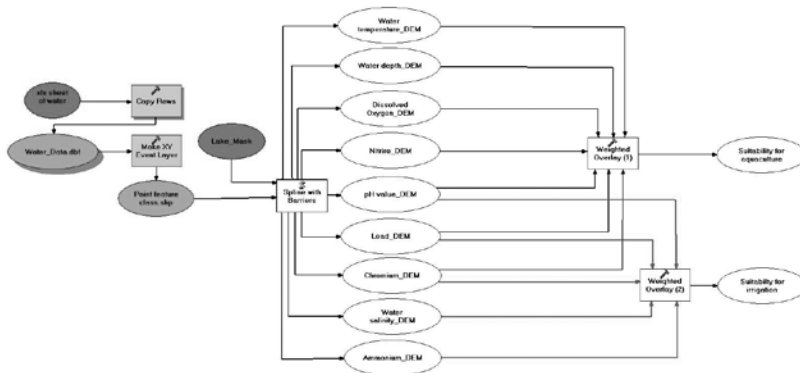 Water
temperature_DEM
Water depth_DEM
Dissolved
Oxygen_DEM
Nitrite_DEM
pH value_DEM
Lead_DEM
Chromium_DEM
Water
salinity_DEM
Ammonium_DEM
xls sheet
of water
Copy Rows
Water_Data.dbf
Make XY
Event Layer
Point feature
class.shp
Lake_Mask
Spline with
Barriers
Weighted
Overlay (1)
Suitability for
aquaculture
Weighted
Overlay (2)
Suitability for
irrigation